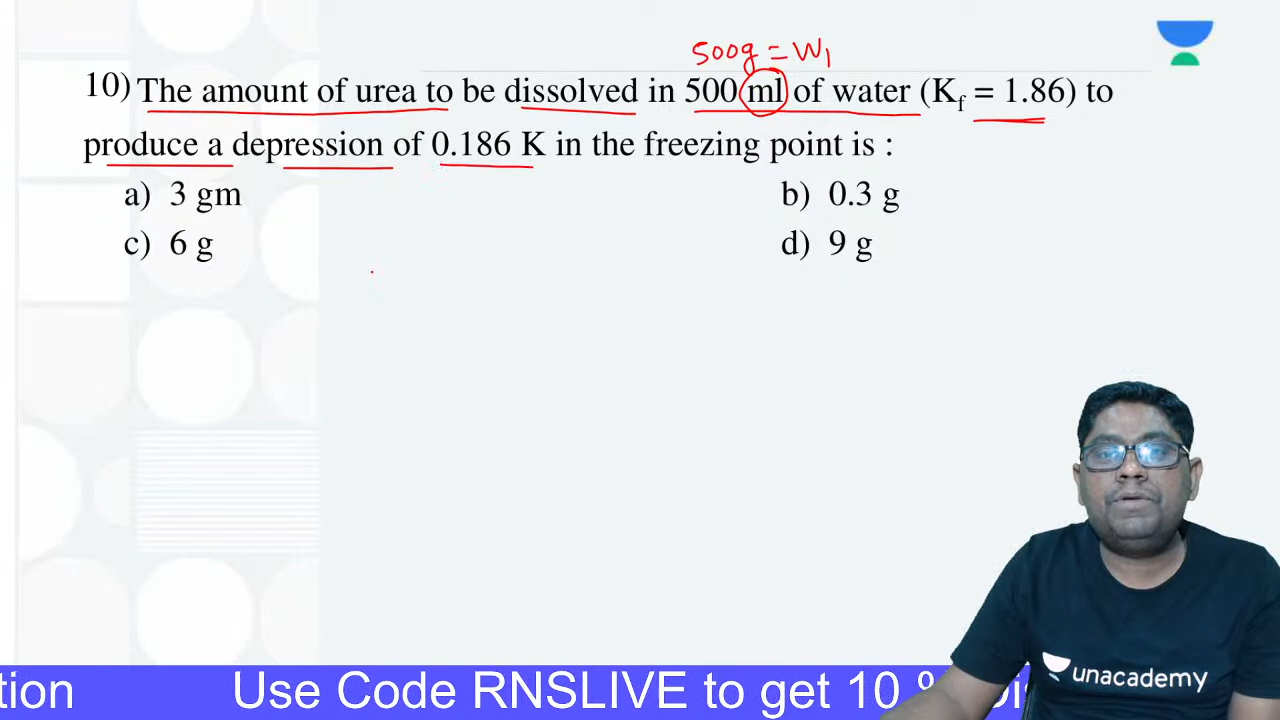 500g = W1
10) The amount of urea to be dissolved in 500 ml of water (Kf = 1.86) to
produce a depression of 0.186 K in the freezing point is :
a) 3 gm b) 0.3 g
c) 6 g d) 9 g
unacademy
tion Use Code RNSLIVE to get 10 %